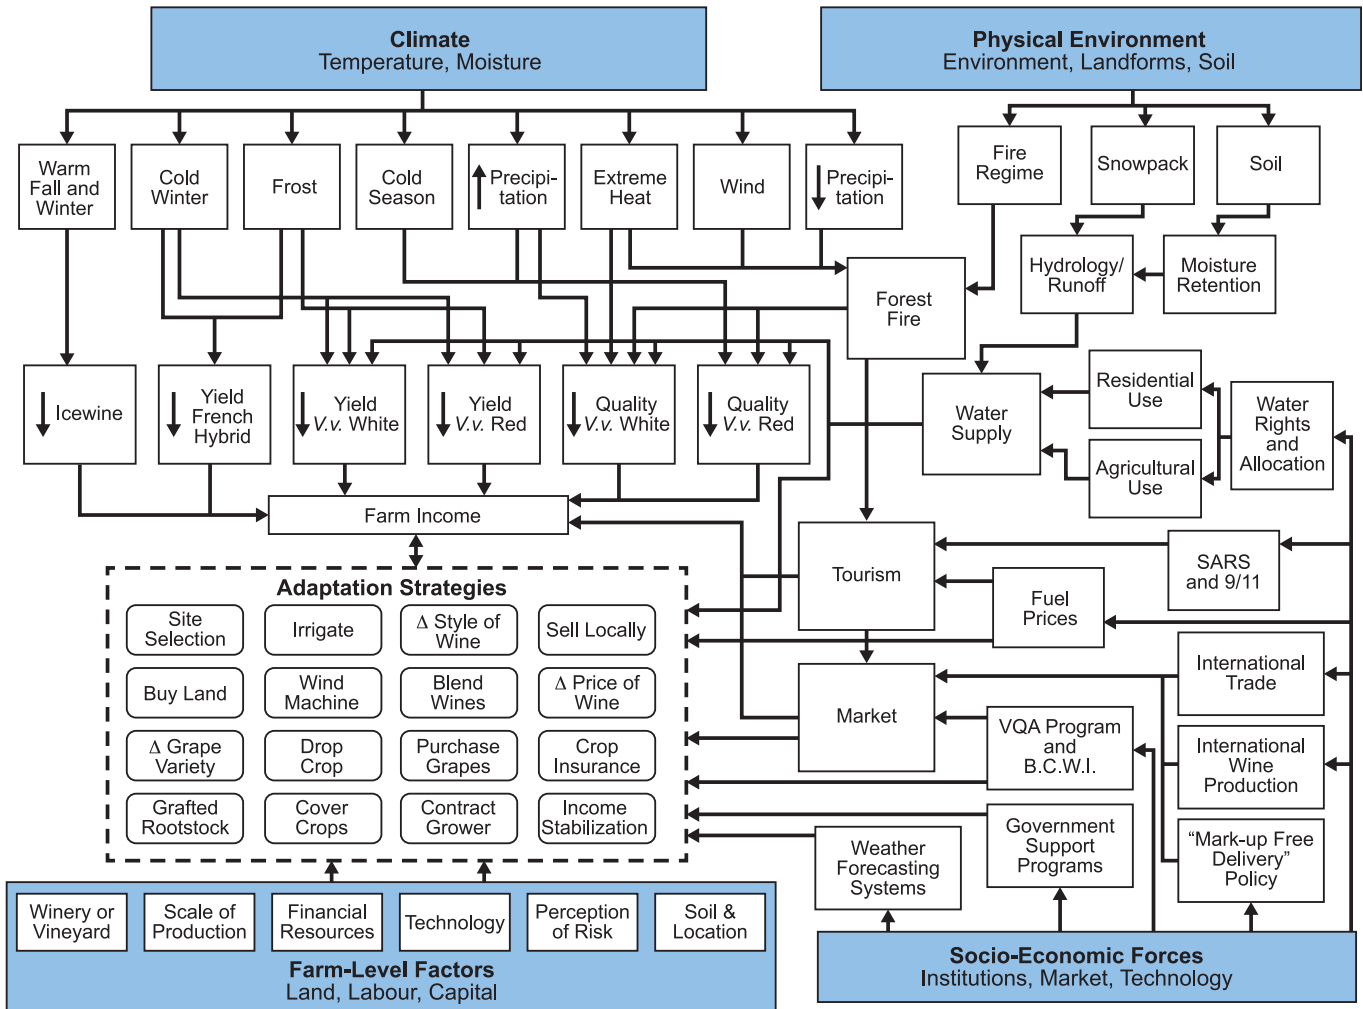 Climate
Temperature, Moisture
Physical Environment
Environment, Landforms, Soil
Warm
Fall and
Winter
Cold
Winter
Frost
Cold
Season
Precipi-
tation
Extreme
Heat
Wind
Precipi-
tation
Fire
Regime
Snowpack
Soil
Hydrology/
Runoff
Moisture
Retention
Forest
Fire
Icewine
Yield
French
Hybrid
Yield
V.v. White
Yield
V.v. Red
Quality
V.v. White
Quality
V.v. Red
Water
Supply
Residential
Use
Agricultural
Use
Water
Rights
and
Allocation
Farm Income
Tourism
SARS
and 9/11
Fuel
Prices
Adaptation Strategies
Site
Selection
Irrigate
Δ Style of
Wine
Sell Locally
Buy Land
Wind
Machine
Blend
Wines
Δ Price of
Wine
Δ Grape
Variety
Drop
Crop
Purchase
Grapes
Crop
Insurance
Grafted
Rootstock
Cover
Crops
Contract
Grower
Income
Stabilization
Market
International
Trade
VQA Program
and
B.C.W.I.
International
Wine
Production
Government
Support
Programs
Weather
Forecasting
Systems
“Mark-up Free
Delivery”
Policy
Winery or
Vineyard
Scale of
Production
Financial
Resources
Technology
Perception
of Risk
Soil &
Location
Farm-Level Factors
Land, Labour, Capital
Socio-Economic Forces
Institutions, Market, Technology